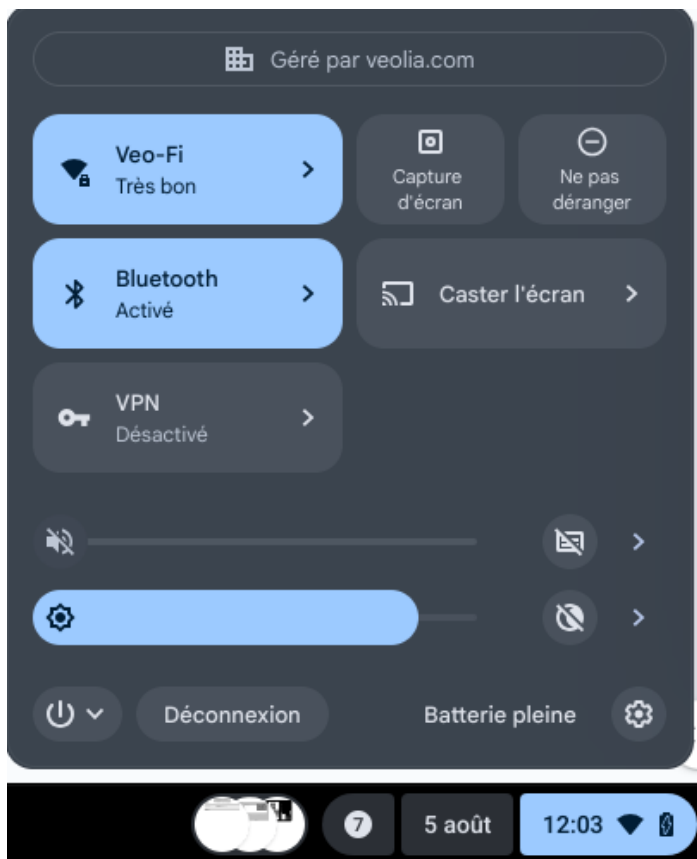 Géré par veolia.com
Veo-Fi
Très bon
Capture
d'écran
Ne pas
déranger
Bluetooth
Activé
Caster l'écran
VPN
Désactivé
Déconnexion
Batterie pleine
7
5 août
12:03